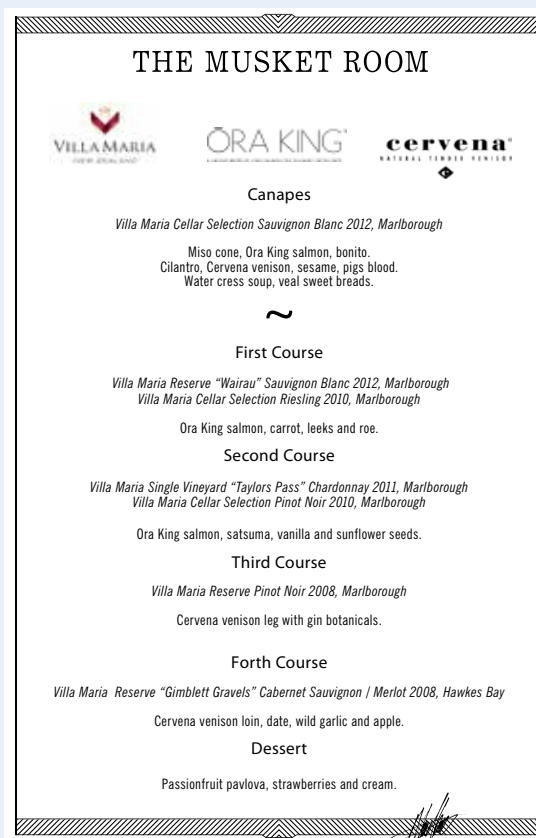 THE MUSKET ROOM
VILLA MARIA
ŌRA KING
cervena
NATURAL TENDER VENISON
Canapes
Villa Maria Cellar Selection Sauvignon Blanc 2012, Marlborough
Miso cone, Ora King salmon, bonito.
Cilantro, Cervena venison, sesame, pigs blood.
Water cress soup, veal sweet breads.
~
First Course
Villa Maria Reserve “Wairau” Sauvignon Blanc 2012, Marlborough
Villa Maria Cellar Selection Riesling 2010, Marlborough
Ora King salmon, carrot, leeks and roe.
Second Course
Villa Maria Single Vineyard “Taylors Pass” Chardonnay 2011, Marlborough
Villa Maria Cellar Selection Pinot Noir 2010, Marlborough
Ora King salmon, satsuma, vanilla and sunflower seeds.
Third Course
Villa Maria Reserve Pinot Noir 2008, Marlborough
Cervena venison leg with gin botanicals.
Forth Course
Villa Maria Reserve “Gimblett Gravels” Cabernet Sauvignon / Merlot 2008, Hawkes Bay
Cervena venison loin, date, wild garlic and apple.
Dessert
Passionfruit pavlova, strawberries and cream.